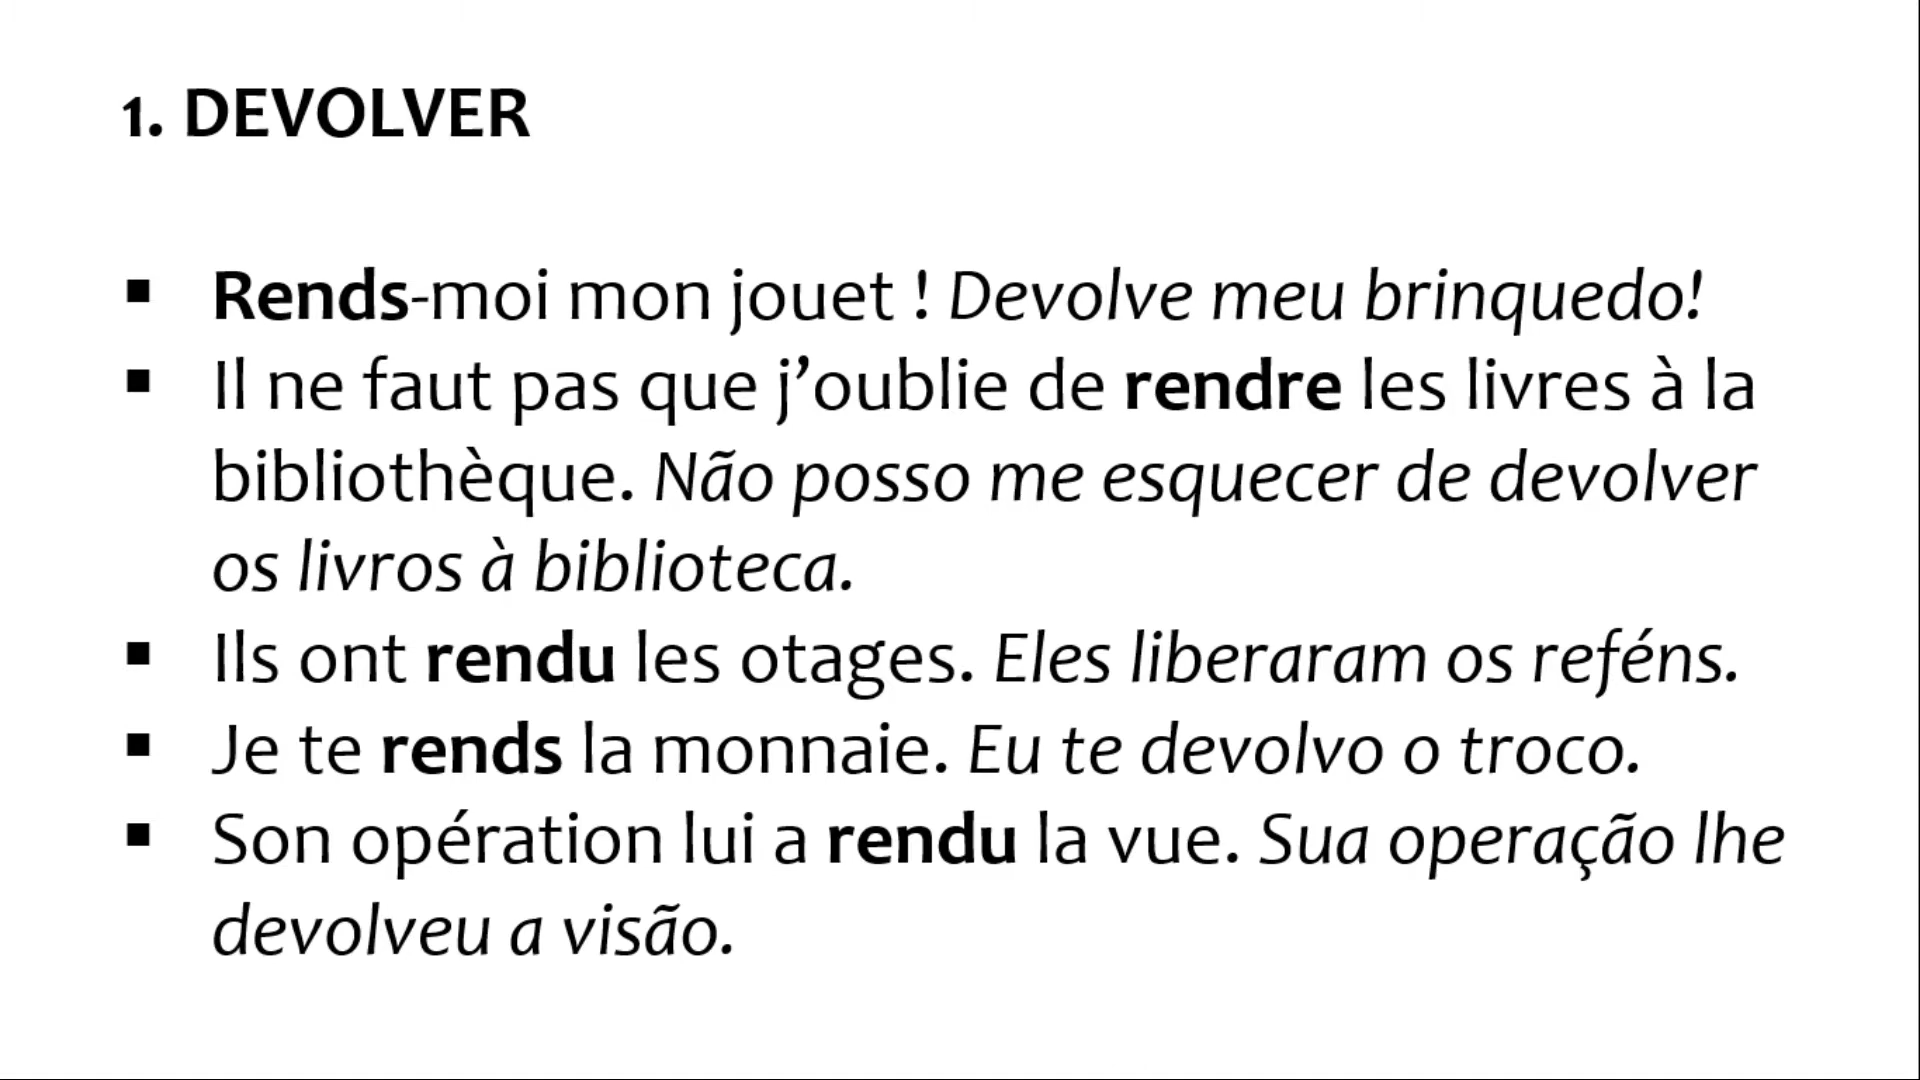 1. DEVOLVER
▪ Rends-moi mon jouet ! Devolve meu brinquedo!
▪ Il ne faut pas que j’oublie de rendre les livres à la
bibliothèque. Não posso me esquecer de devolver
os livros à biblioteca.
▪ Ils ont rendu les otages. Eles liberaram os reféns.
▪ Je te rends la monnaie. Eu te devolvo o troco.
▪ Son opération lui a rendu la vue. Sua operação lhe
devolveu a visão.